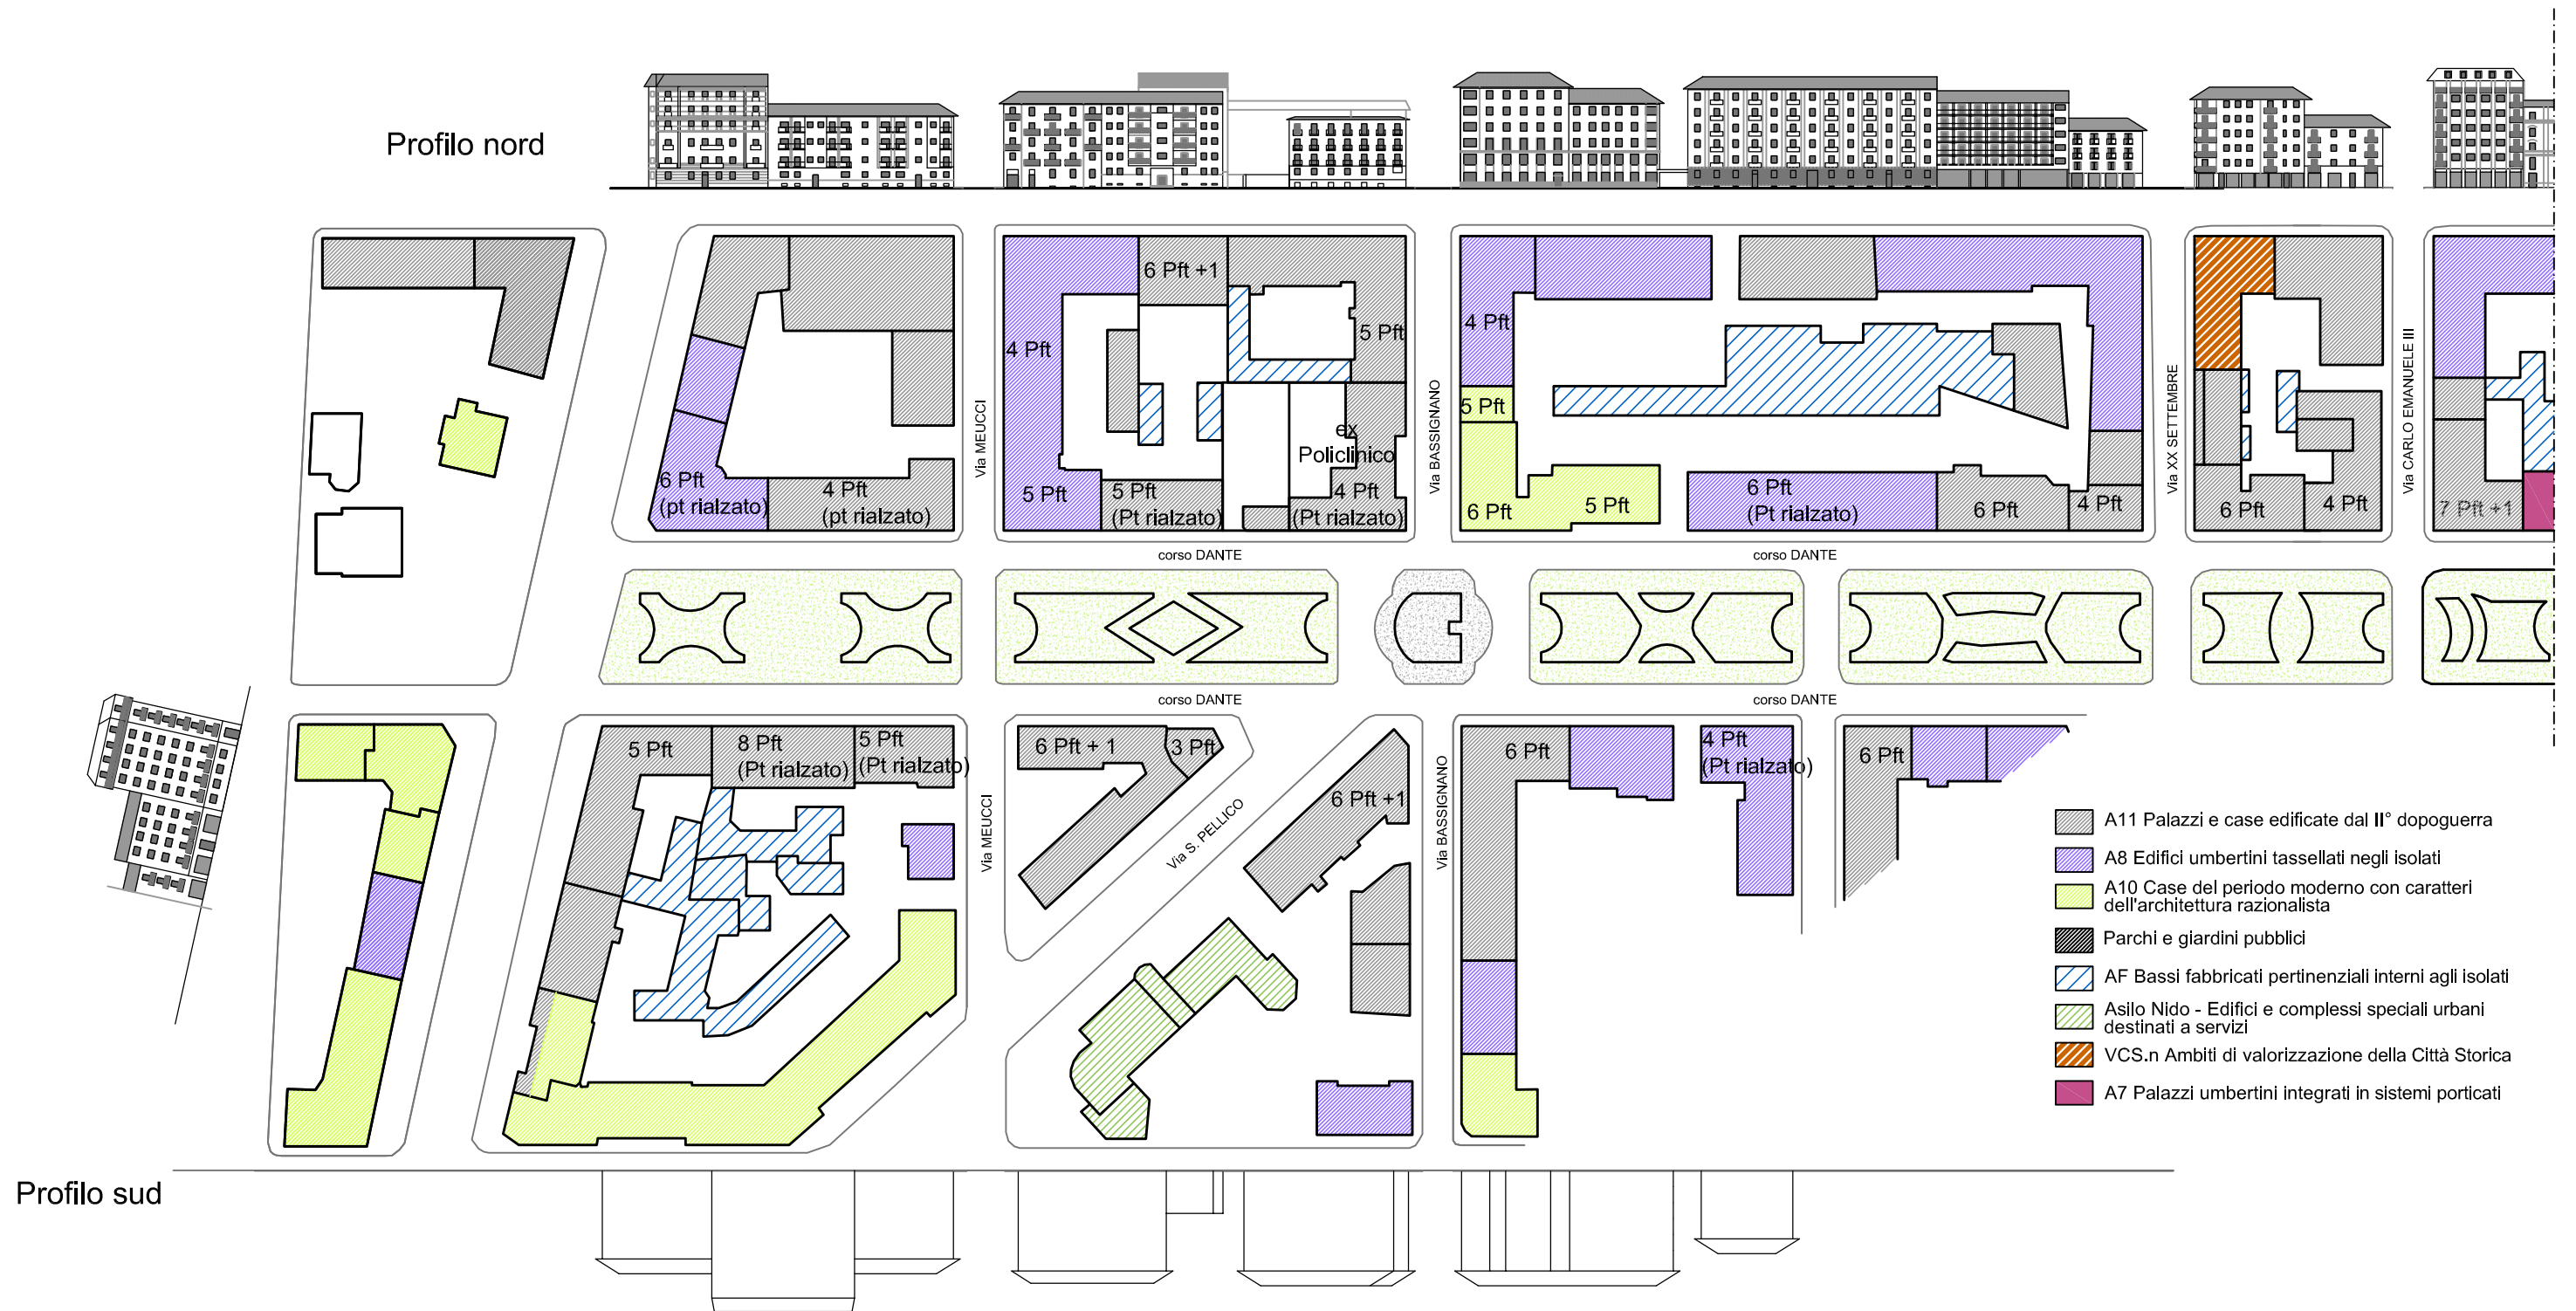 Profilo nord
6 Pft +1
4 Pft
5 Pft
4 Pft
5 Pft
ex
Policlinico
6 Pft
(pt rialzato)
4 Pft
(pt rialzato)
5 Pft
5 Pft
(Pt rialzato)
4 Pft
(Pt rialzato)
6 Pft
5 Pft
6 Pft
(Pt rialzato)
6 Pft
4 Pft
6 Pft
4 Pft
7 Pft +1
Via MEUCCI
Via BASSIGNANO
Via XX SETTEMBRE
Via CARLO EMANUELE III
corso DANTE
corso DANTE
corso DANTE
corso DANTE
5 Pft
8 Pft
(Pt rialzato)
5 Pft
(Pt rialzato)
6 Pft + 1
3 Pft
6 Pft +1
6 Pft
4 Pft
(Pt rialzato)
6 Pft
Via MEUCCI
Via S. PELLICO
Via BASSIGNANO
A11 Palazzi e case edificate dal II° dopoguerra
A8 Edifici umbertini tassellati negli isolati
A10 Case del periodo moderno con caratteri
dell'architettura razionalista
Parchi e giardini pubblici
AF Bassi fabbricati pertinenziali interni agli isolati
Asilo Nido - Edifici e complessi speciali urbani
destinati a servizi
VCS.n Ambiti di valorizzazione della Città Storica
A7 Palazzi umbertini integrati in sistemi porticati
Profilo sud